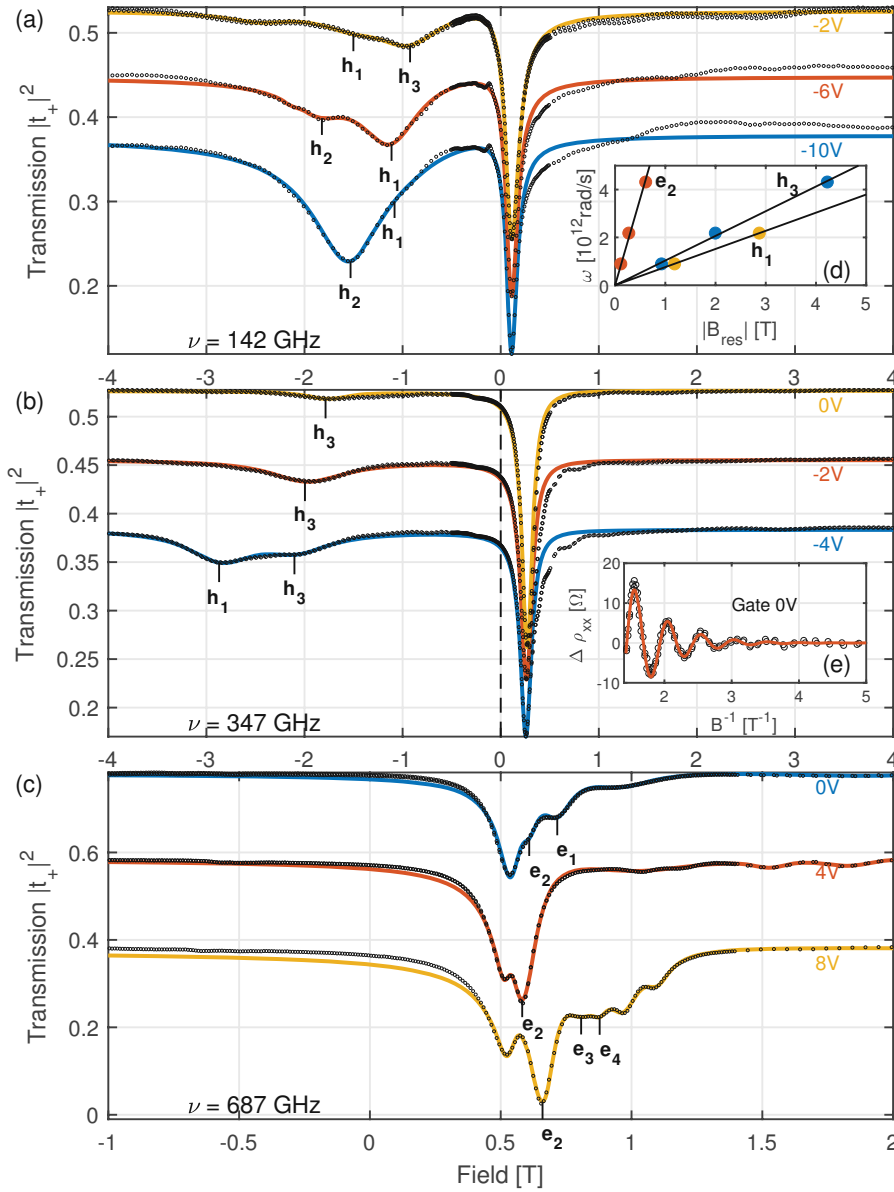 (a)
Transmission |t₊|²
0.5
0.4
0.3
0.2
-2V
-6V
-10V
h₁
h₃
h₂
h₁
h₁
h₂
ν = 142 GHz
-4 -3 -2 -1 0 1 2 3 4
ω [10¹²rad/s]
4
2
0
e₂
h₃
h₁
(d)
0 1 2 3 4 5
|B_res| [T]
(b)
Transmission |t₊|²
0.5
0.45
0.4
0.35
0.3
0.25
0.2
0V
-2V
-4V
h₃
h₃
h₁
h₃
ν = 347 GHz
-4 -3 -2 -1 0 1 2 3 4
Δ ρₓₓ [Ω]
20
10
0
-10
Gate 0V
(e)
2 3 4 5
B⁻¹ [T⁻¹]
(c)
Transmission |t₊|²
0.6
0.4
0.2
0
0V
4V
8V
e₂
e₁
e₂
e₃
e₄
e₂
ν = 687 GHz
-1 -0.5 0 0.5 1 1.5 2
Field [T]